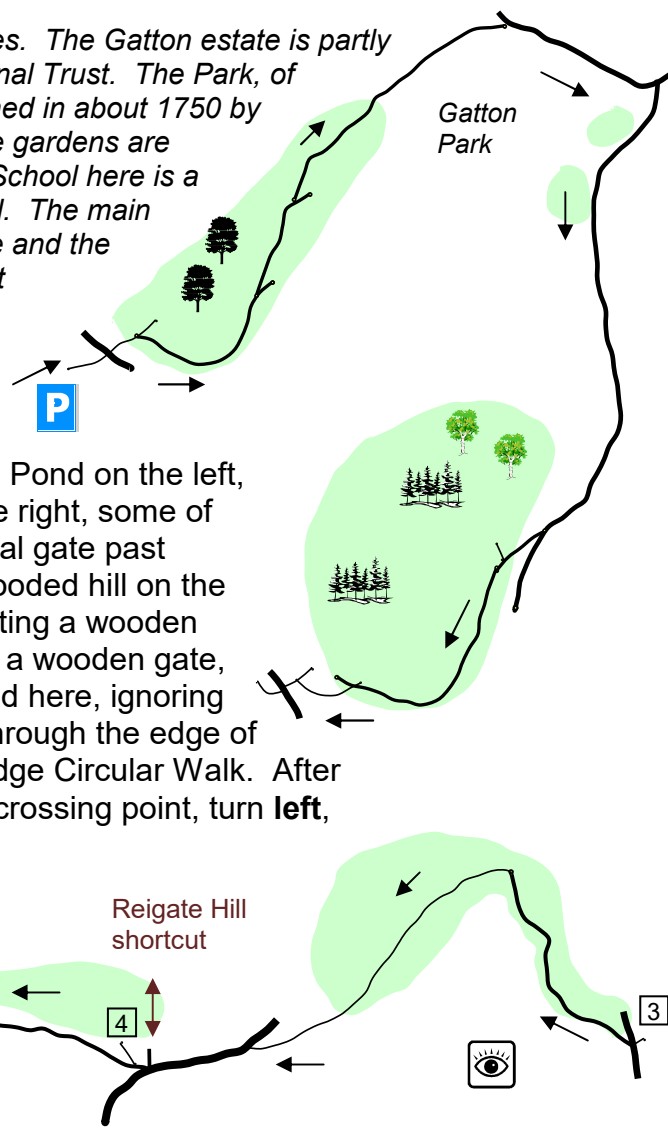 es. The Gatton estate is partly
nal Trust. The Park, of
ned in about 1750 by
e gardens are
School here is a
l. The main
e and the
t
Gatton
Park
P
Pond on the left,
e right, some of
al gate past
ooded hill on the
ting a wooden
a wooden gate,
d here, ignoring
hrough the edge of
dge Circular Walk. After
crossing point, turn left,
Reigate Hill
shortcut
4
3